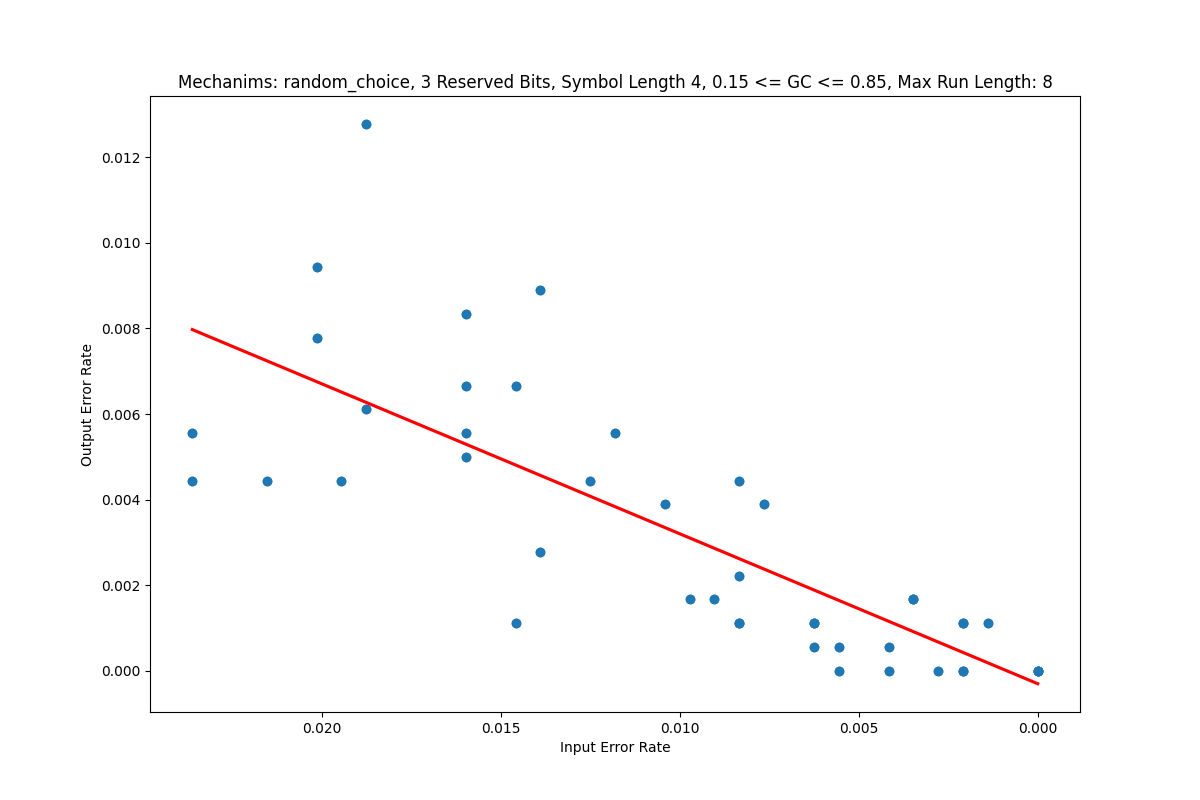 Mechanims: random_choice, 3 Reserved Bits, Symbol Length 4, 0.15 <= GC <= 0.85, Max Run Length: 8
0.012
0.010
0.008
0.006
0.004
0.002
0.000
Output Error Rate
0.020 0.015 0.010 0.005 0.000
Input Error Rate